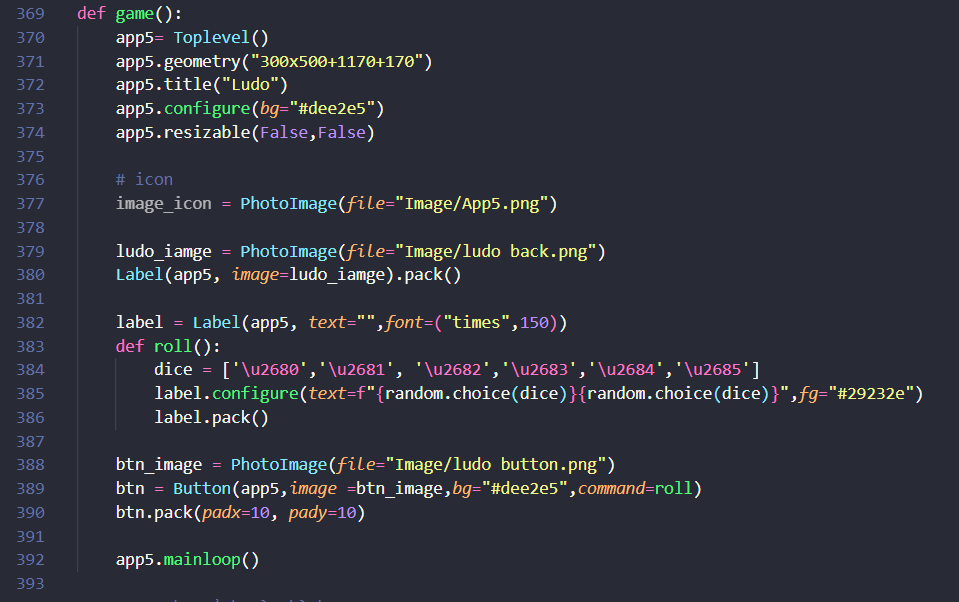 369 def game():
370     app5= Toplevel()
371     app5.geometry("300x500+1170+170")
372     app5.title("Ludo")
373     app5.configure(bg="#dee2e5")
374     app5.resizable(False,False)
375
376     # icon
377     image_icon = PhotoImage(file="Image/App5.png")
378
379     ludo_iamge = PhotoImage(file="Image/ludo back.png")
380     Label(app5, image=ludo_iamge).pack()
381
382     label = Label(app5, text="",font=("times",150))
383     def roll():
384         dice = ['\u2680','\u2681', '\u2682','\u2683','\u2684','\u2685']
385         label.configure(text=f"{random.choice(dice)}{random.choice(dice)}",fg="#29232e")
386         label.pack()
387
388     btn_image = PhotoImage(file="Image/ludo button.png")
389     btn = Button(app5,image =btn_image,bg="#dee2e5",command=roll)
390     btn.pack(padx=10, pady=10)
391
392     app5.mainloop()
393